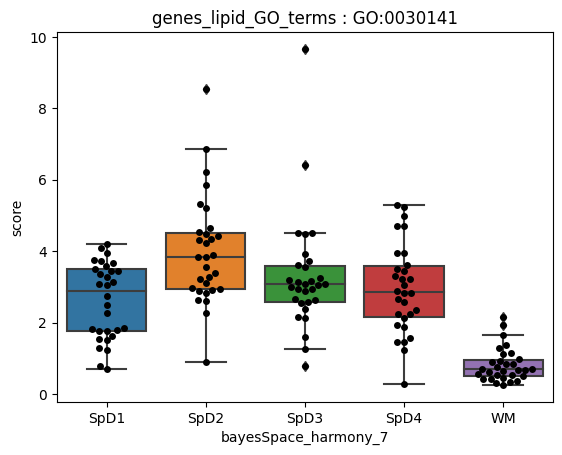 genes_lipid_GO_terms : GO:0030141
10
8
6
4
2
0
score
SpD1 SpD2 SpD3 SpD4 WM
bayesSpace_harmony_7